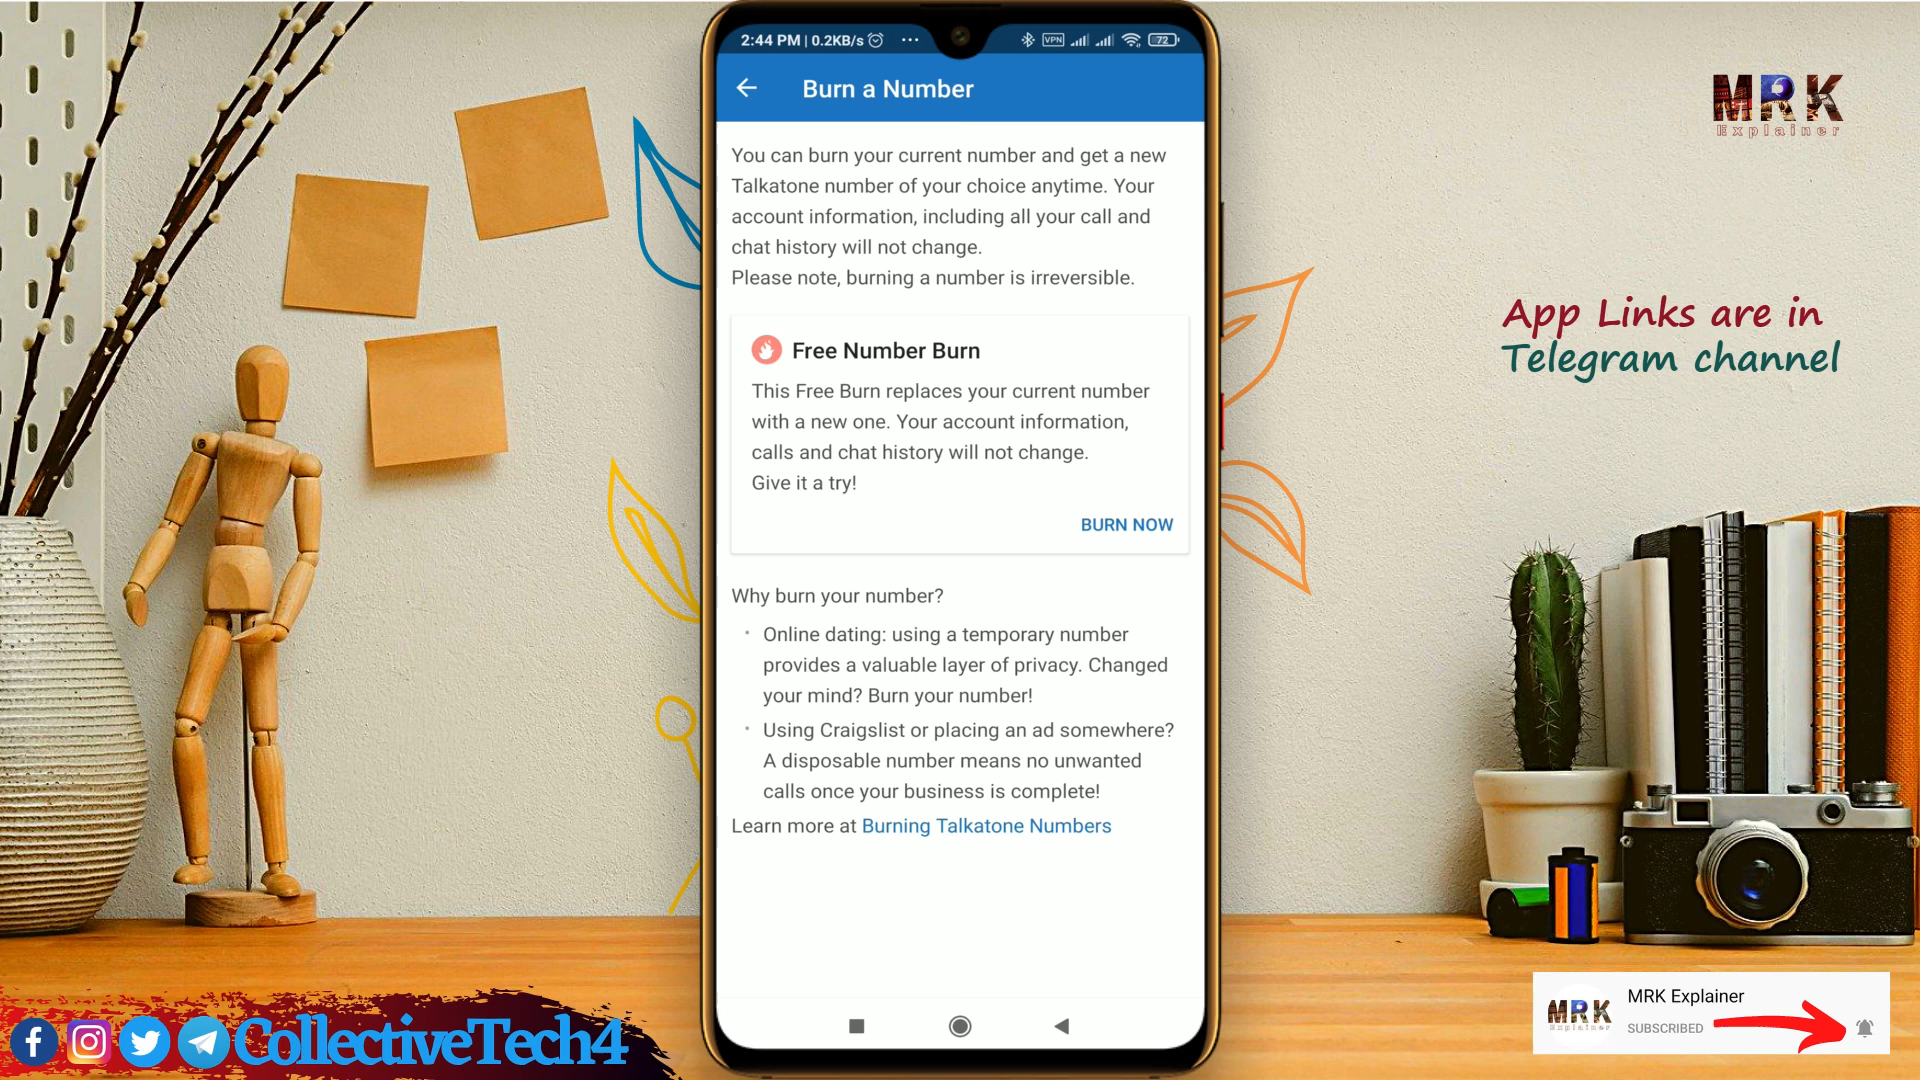 2:44 PM | 0.2KB/s ...
VPN
72
Burn a Number
You can burn your current number and get a new
Talkatone number of your choice anytime. Your
account information, including all your call and
chat history will not change.
Please note, burning a number is irreversible.
Free Number Burn
This Free Burn replaces your current number
with a new one. Your account information,
calls and chat history will not change.
Give it a try!
BURN NOW
Why burn your number?
• Online dating: using a temporary number
provides a valuable layer of privacy. Changed
your mind? Burn your number!
• Using Craigslist or placing an ad somewhere?
A disposable number means no unwanted
calls once your business is complete!
Learn more at Burning Talkatone Numbers
MRK
Explainer
App Links are in
Telegram channel
CollectiveTech4
MRK
Explainer
MRK Explainer
SUBSCRIBED